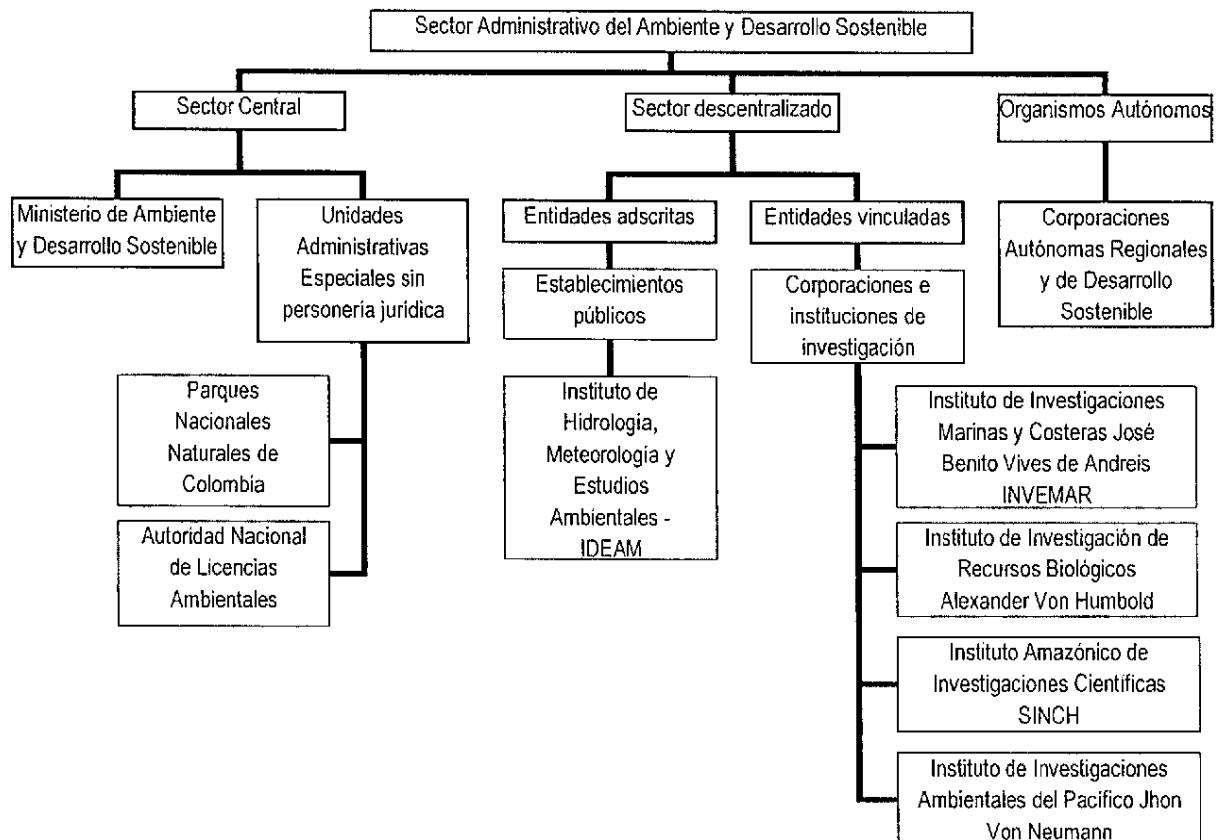 Sector Administrativo del Ambiente y Desarrollo Sostenible
Sector Central
Sector descentralizado
Organismos Autónomos
Ministerio de Ambiente
y Desarrollo Sostenible
Unidades
Administrativas
Especiales sin
personería jurídica
Entidades adscritas
Entidades vinculadas
Corporaciones
Autónomas Regionales
y de Desarrollo
Sostenible
Establecimientos
públicos
Corporaciones e
instituciones de
investigación
Parques
Nacionales
Naturales de
Colombia
Autoridad Nacional
de Licencias
Ambientales
Instituto de
Hidrología,
Meteorología y
Estudios
Ambientales -
IDEAM
Instituto de Investigaciones
Marinas y Costeras José
Benito Vives de Andreis
INVEMAR
Instituto de Investigación de
Recursos Biológicos
Alexander Von Humbold
Instituto Amazónico de
Investigaciones Científicas
SINCH
Instituto de Investigaciones
Ambientales del Pacífico Jhon
Von Neumann